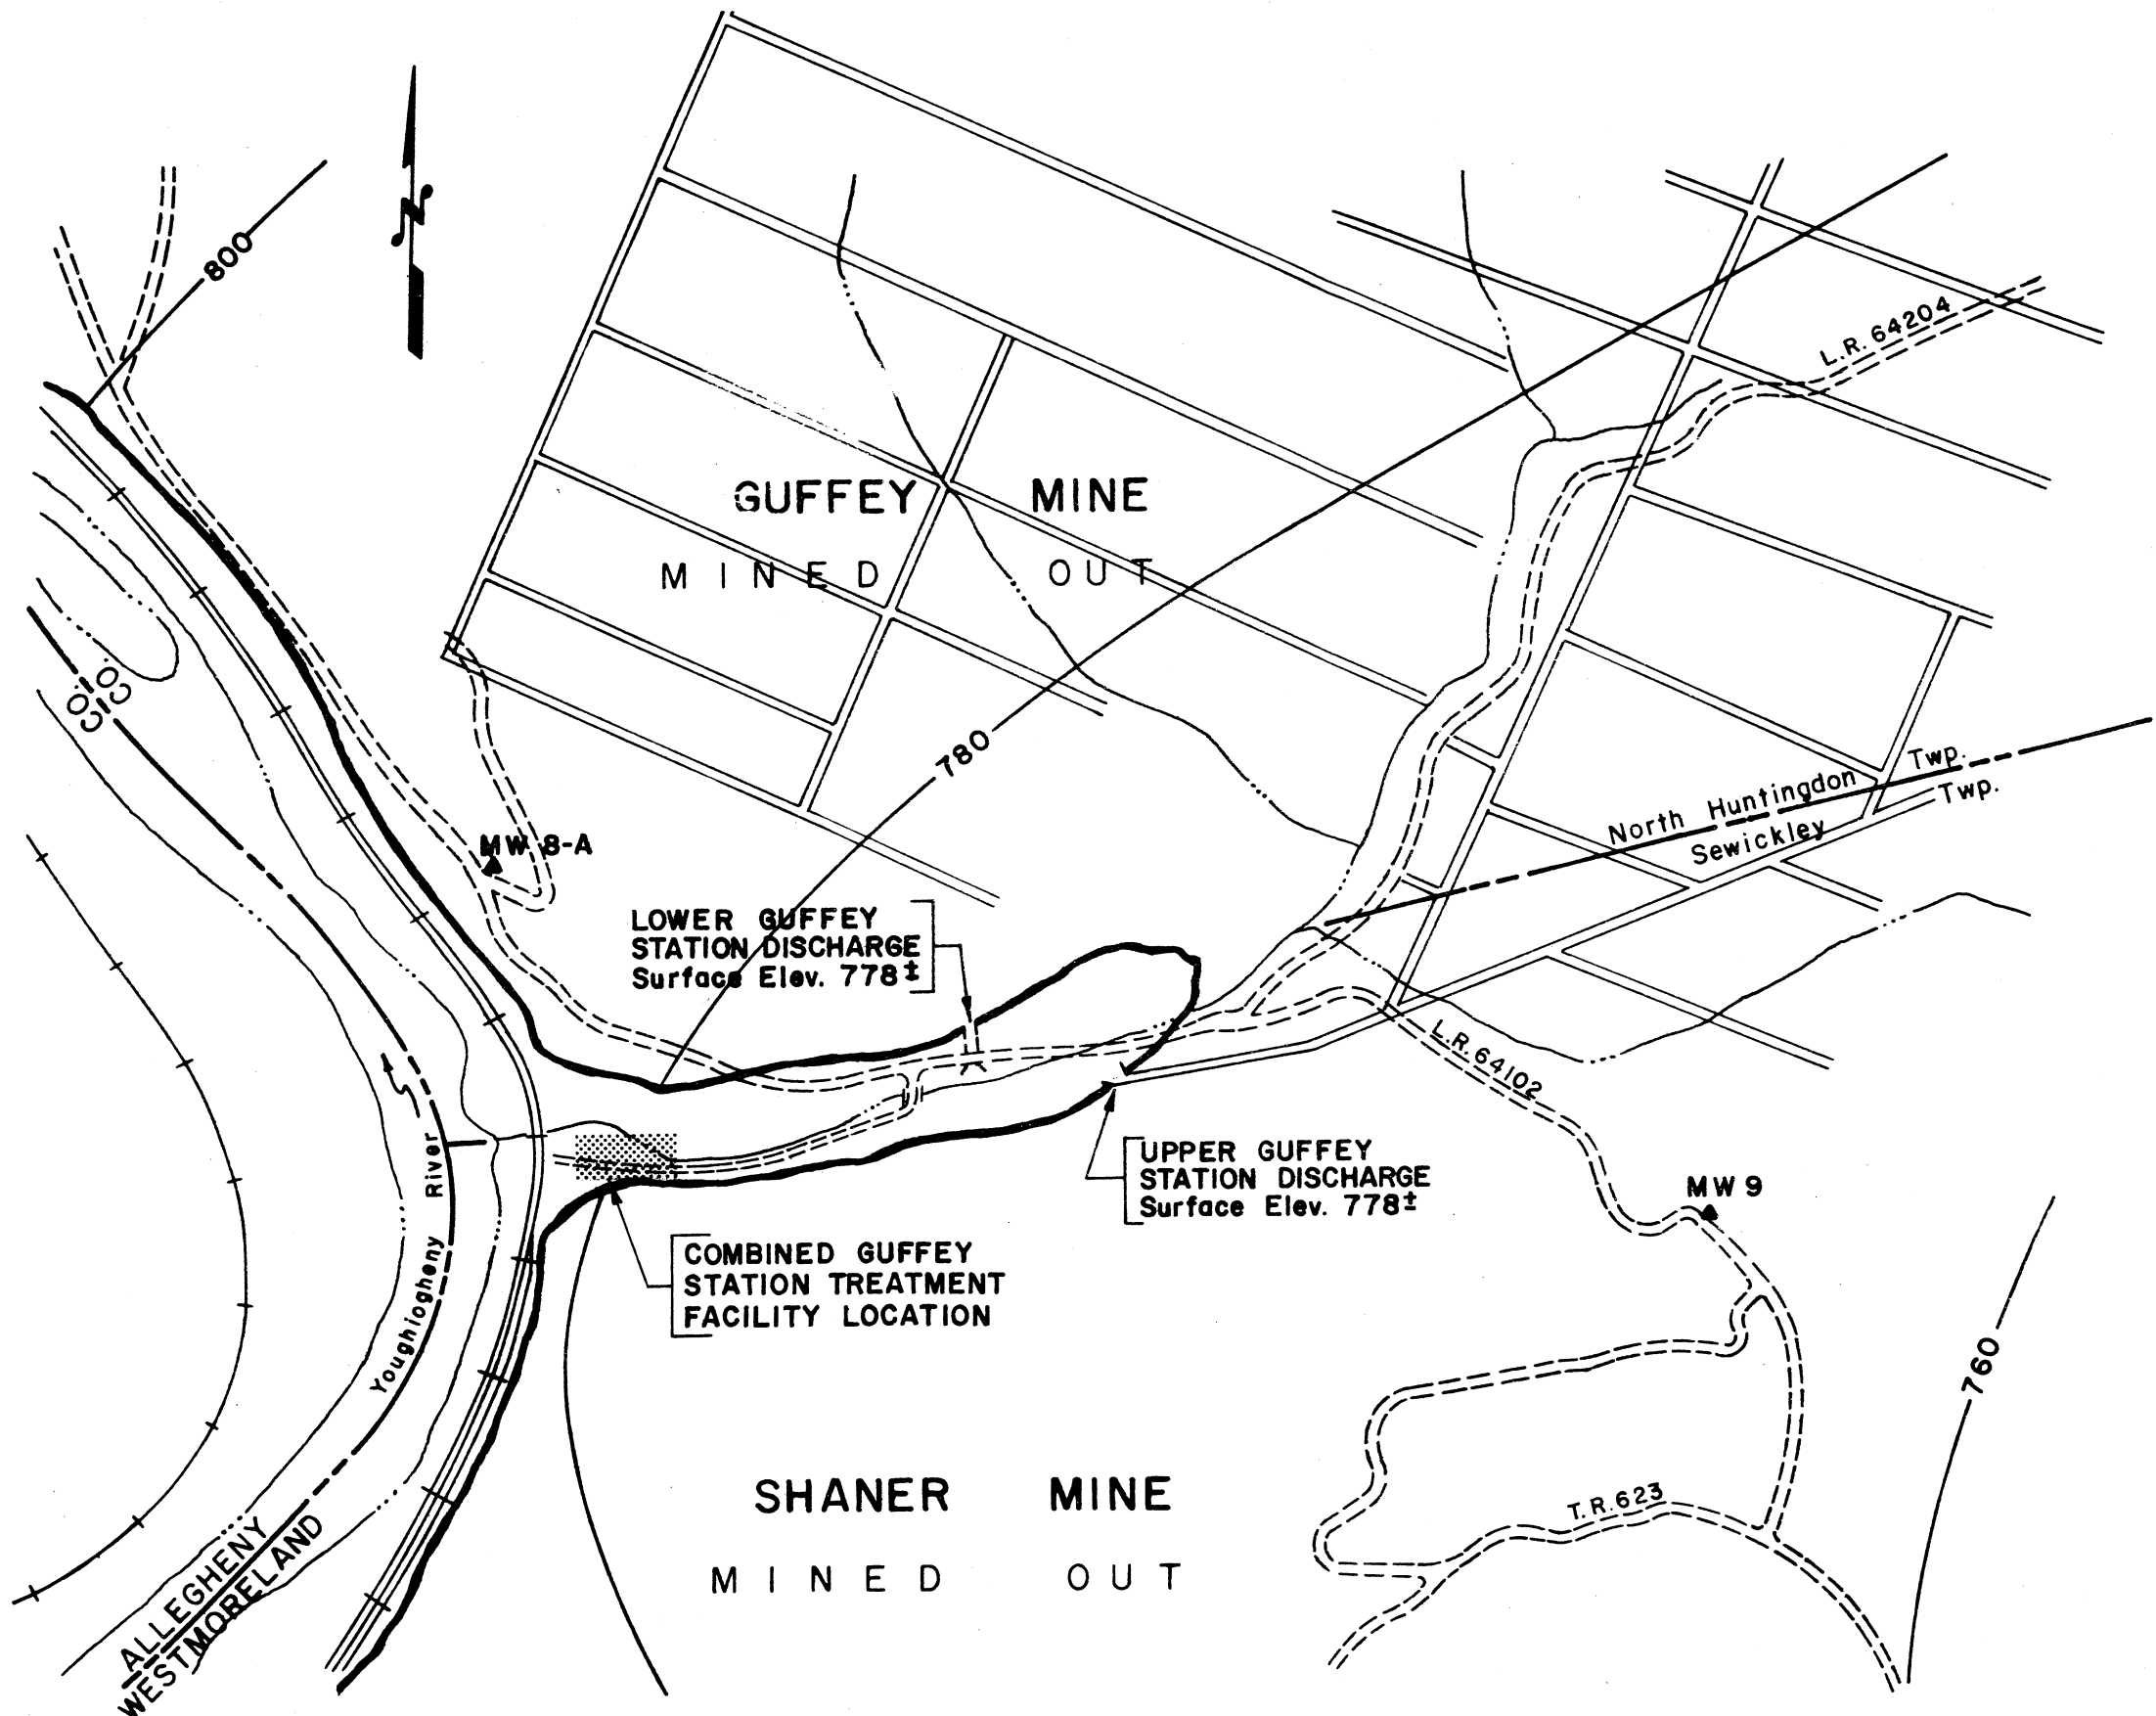 800
L.R. 64204
GUFFEY MINE
MINED OUT
780
North Huntingdon Twp.
Sewickley Twp.
MW 8-A
LOWER GUFFEY
STATION DISCHARGE
Surface Elev. 778±
L.R. 64102
UPPER GUFFEY
STATION DISCHARGE
Surface Elev. 778±
MW 9
COMBINED GUFFEY
STATION TREATMENT
FACILITY LOCATION
Youghiogheny River
760
SHANER MINE
MINED OUT
T.R. 623
ALLEGHENY
WESTMORELAND
N